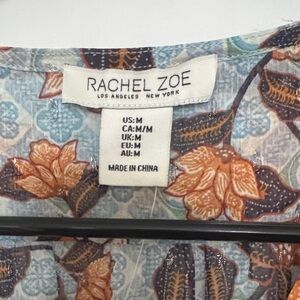 RACHEL ZOE
LOS ANGELES NEW YORK
US:M
CA:M/M
UK:M
EU:M
AU:M
MADE IN CHINA